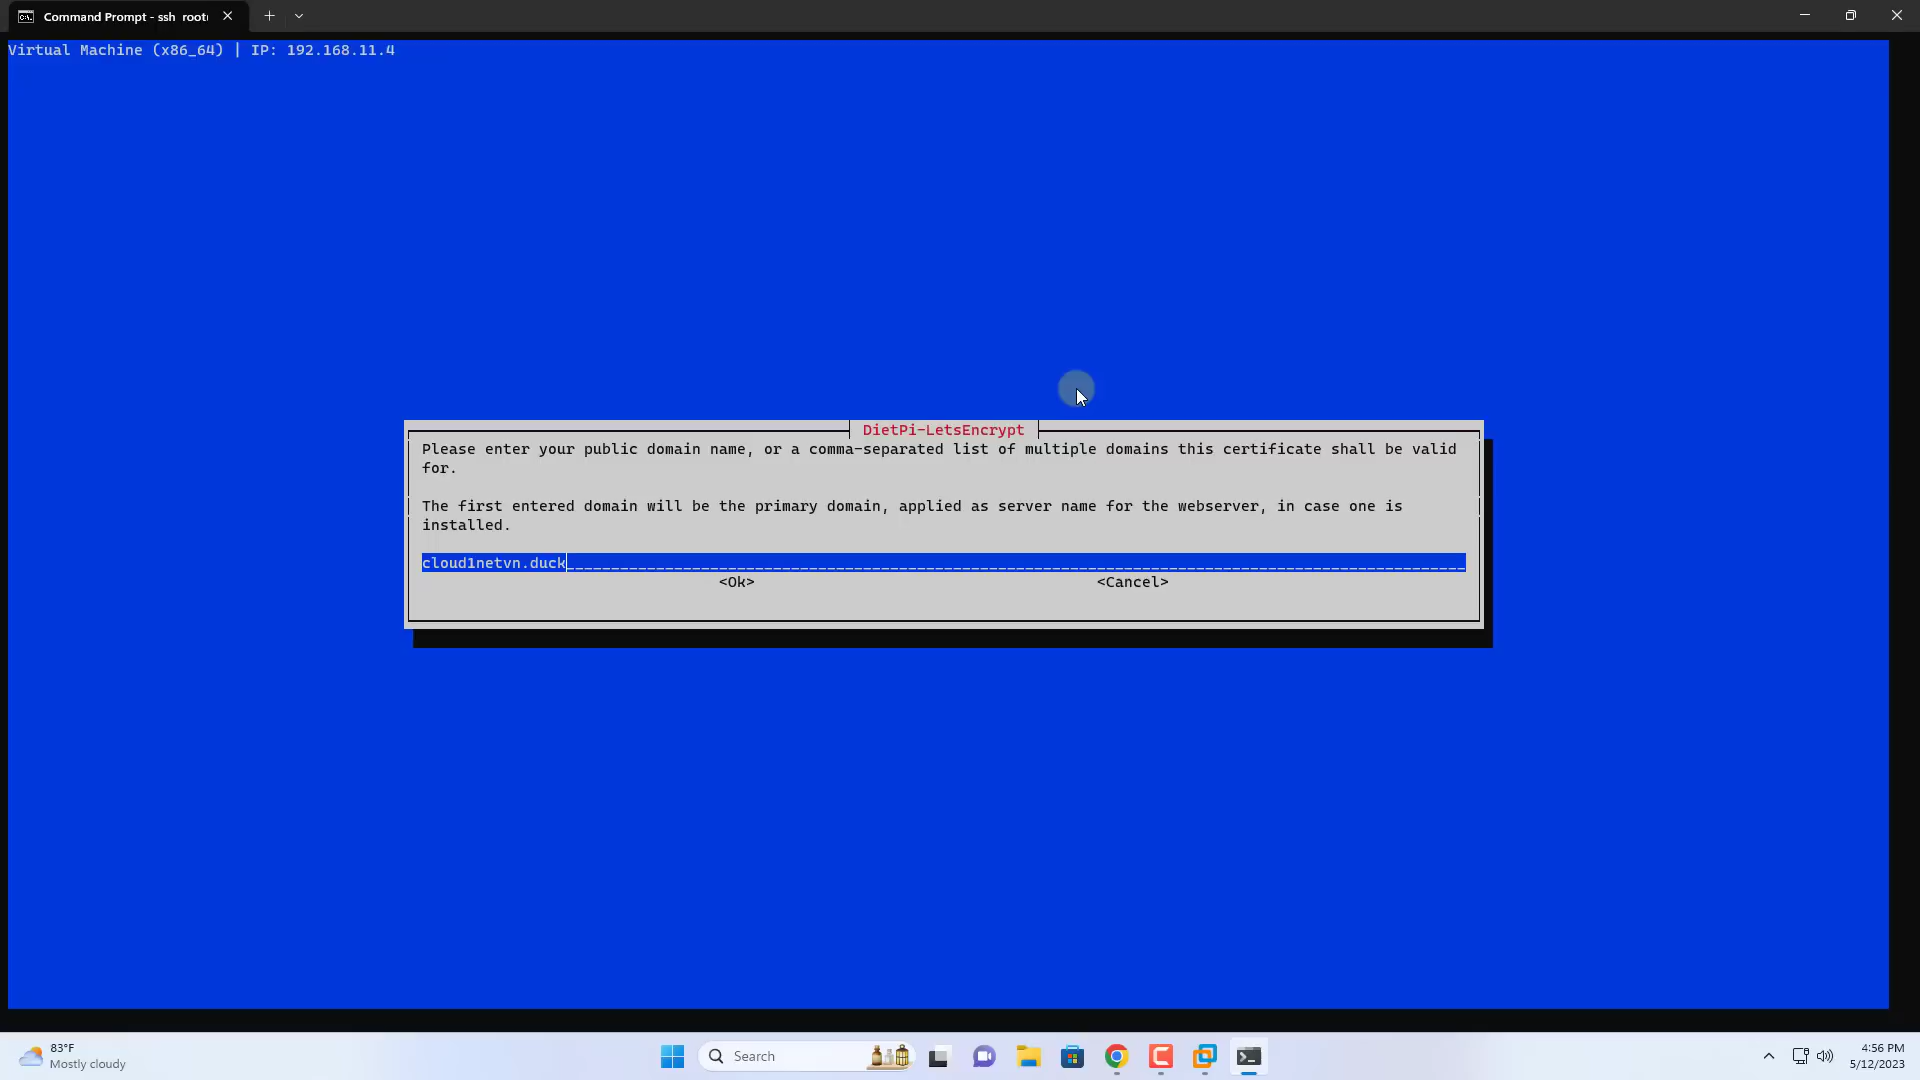 Command Prompt - ssh root
Virtual Machine (x86_64) | IP: 192.168.11.4
DietPi-LetsEncrypt
Please enter your public domain name, or a comma-separated list of multiple domains this certificate shall be valid
for.
The first entered domain will be the primary domain, applied as server name for the webserver, in case one is
installed.
cloud1netvn.duck
<Ok> <Cancel>
83°F
Mostly cloudy
Search
4:56 PM
5/12/2023